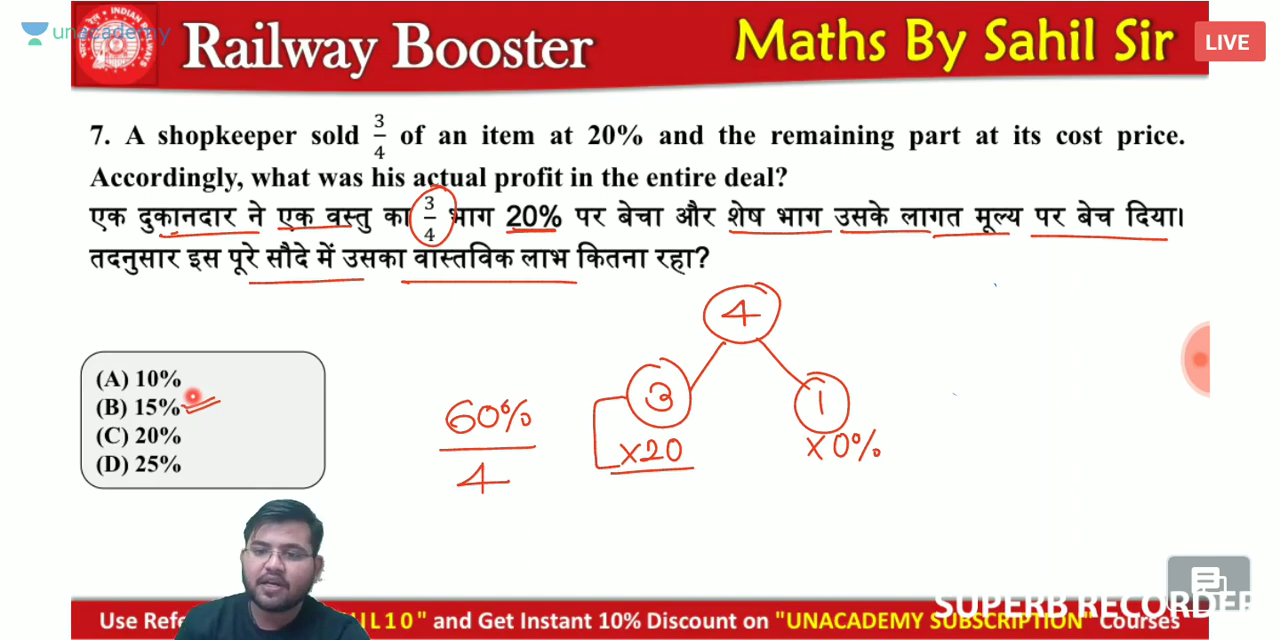 unacademy
INDIAN RAILWAYS
Railway Booster
Maths By Sahil Sir
LIVE
7. A shopkeeper sold 3/4 of an item at 20% and the remaining part at its cost price.
Accordingly, what was his actual profit in the entire deal?
एक दुकानदार ने एक वस्तु का 3/4 भाग 20% पर बेचा और शेष भाग उसके लागत मूल्य पर बेच दिया।
तदनुसार इस पूरे सौदे में उसका वास्तविक लाभ कितना रहा?
4
3
1
×20
×0%
60%
4
(A) 10%
(B) 15%
(C) 20%
(D) 25%
SUPERB RECORDER
Use IL10" and Get Instant 10% Discount on "UNACADEMY SUBSCRIPTION" Courses